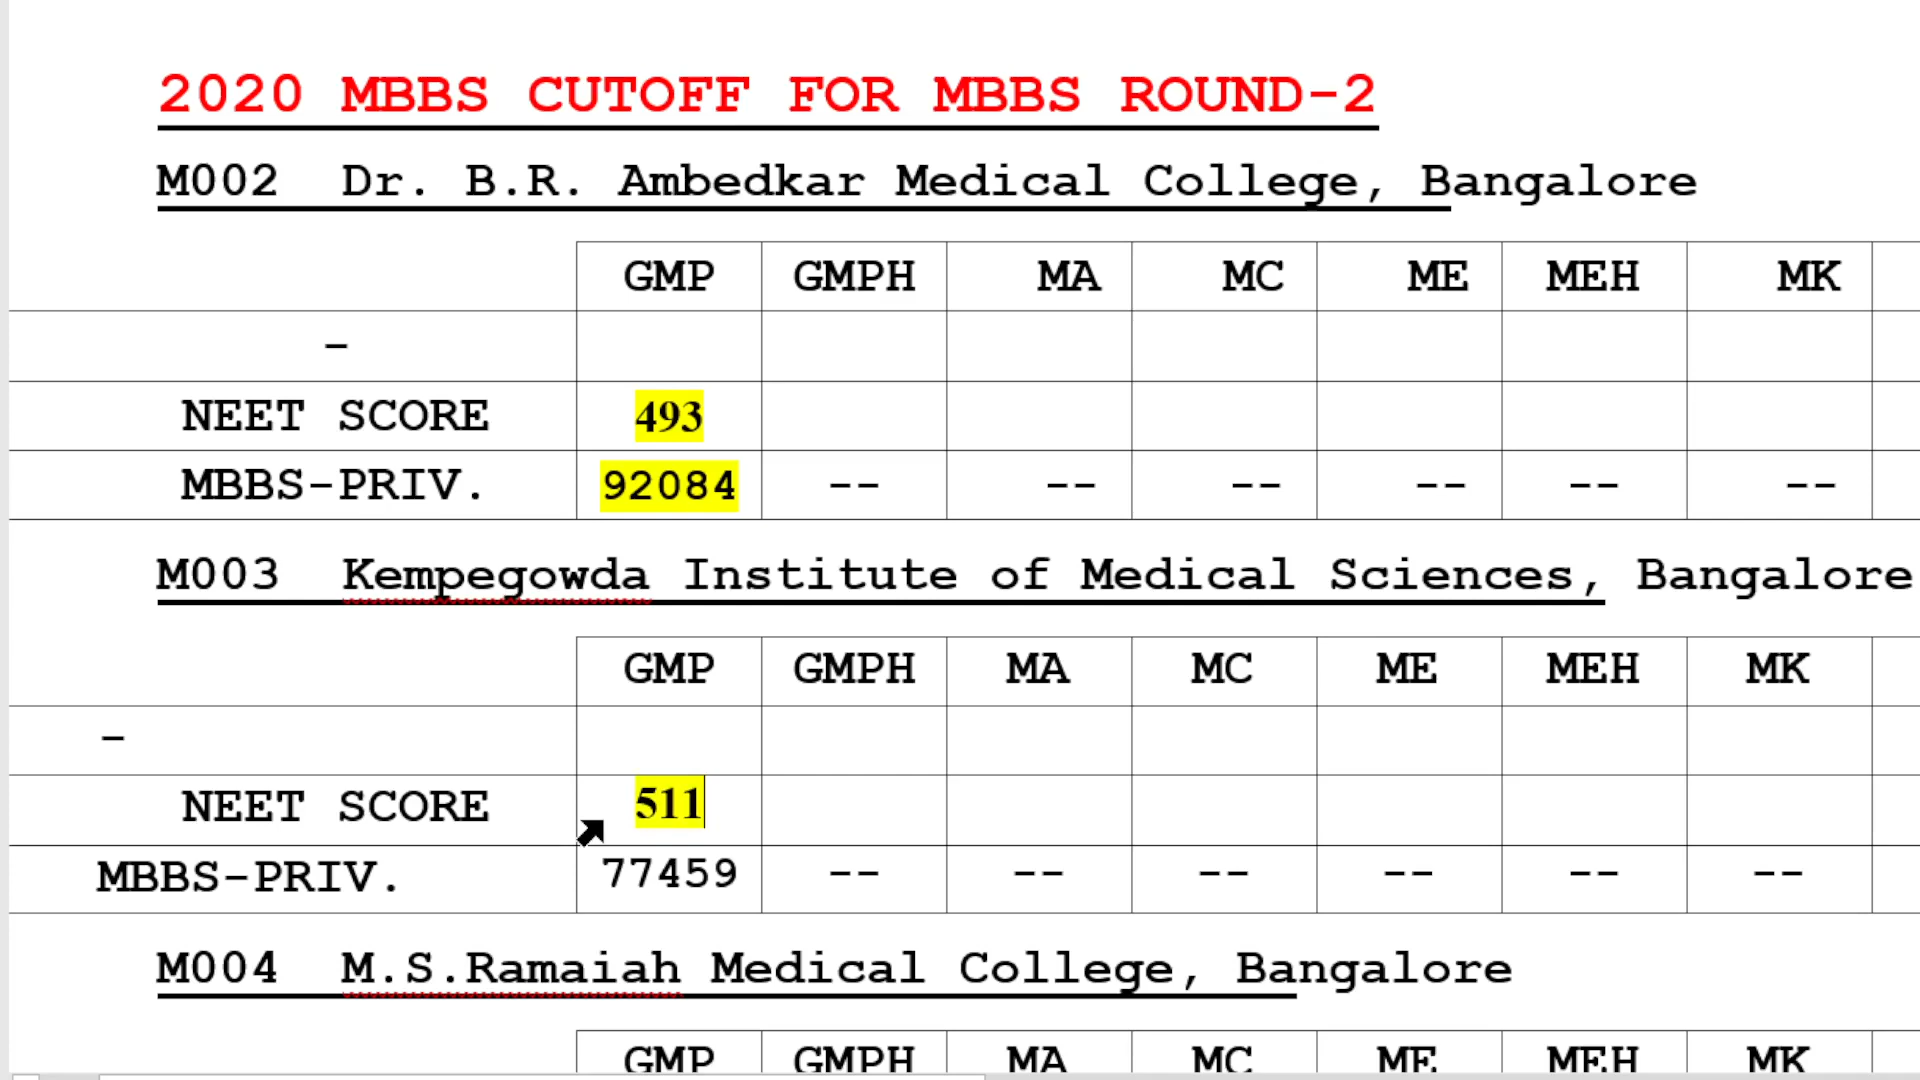 2020 MBBS CUTOFF FOR MBBS ROUND-2
M002 Dr. B.R. Ambedkar Medical College, Bangalore
GMP GMPH MA MC ME MEH MK
-
NEET SCORE 493
MBBS-PRIV. 92084 -- -- -- -- -- --
M003 Kempegowda Institute of Medical Sciences, Bangalore
GMP GMPH MA MC ME MEH MK
-
NEET SCORE 511
MBBS-PRIV. 77459 -- -- -- -- -- --
M004 M.S.Ramaiah Medical College, Bangalore
GMP GMPH MA MC ME MEH MK